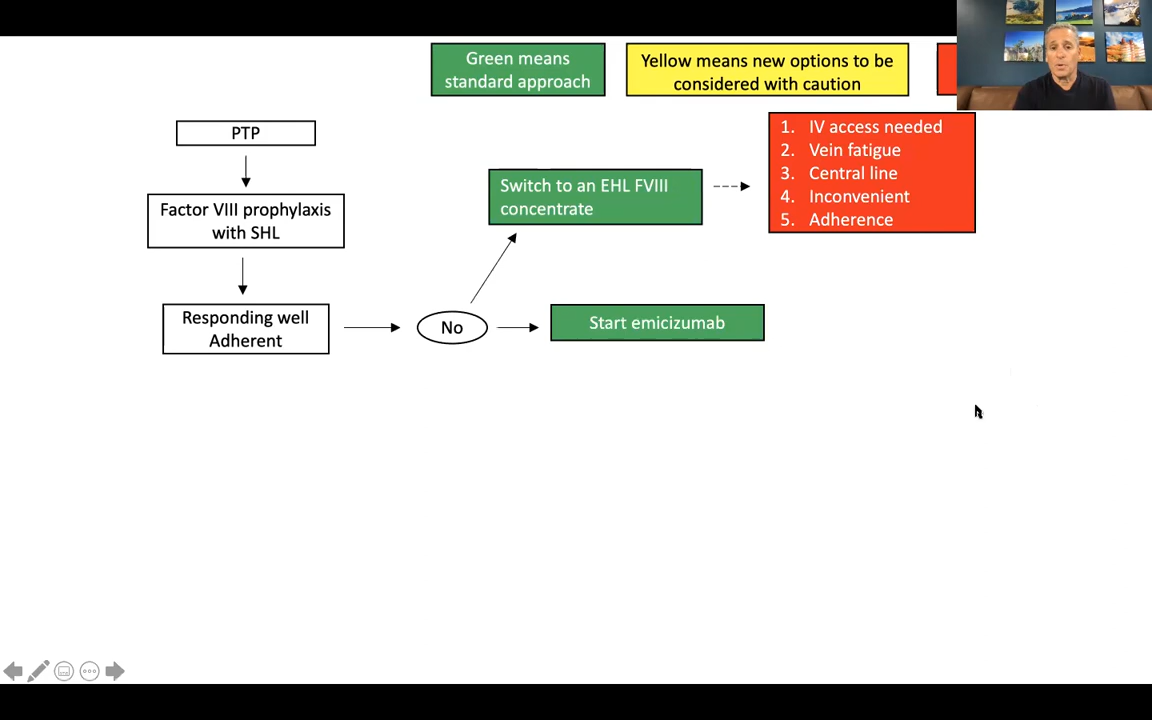 Green means
standard approach
Yellow means new options to be
considered with caution
PTP
Factor VIII prophylaxis
with SHL
Responding well
Adherent
No
Switch to an EHL FVIII
concentrate
Start emicizumab
1. IV access needed
2. Vein fatigue
3. Central line
4. Inconvenient
5. Adherence